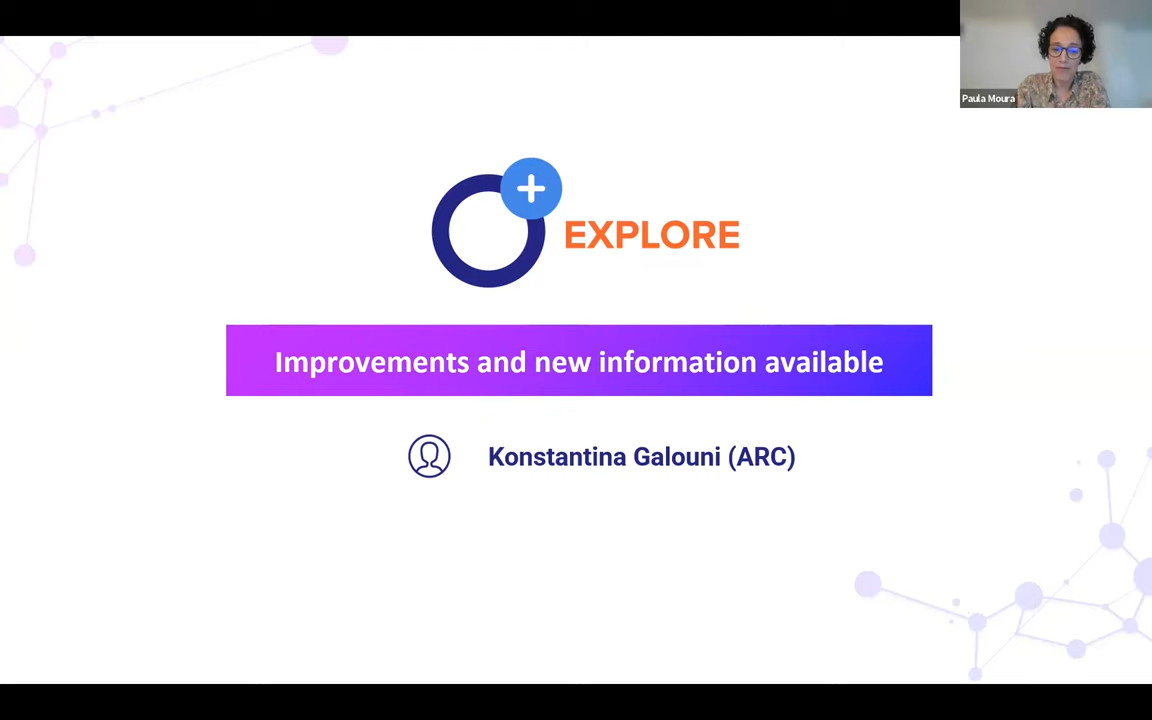 Paula Moura
EXPLORE
Improvements and new information available
Konstantina Galouni (ARC)